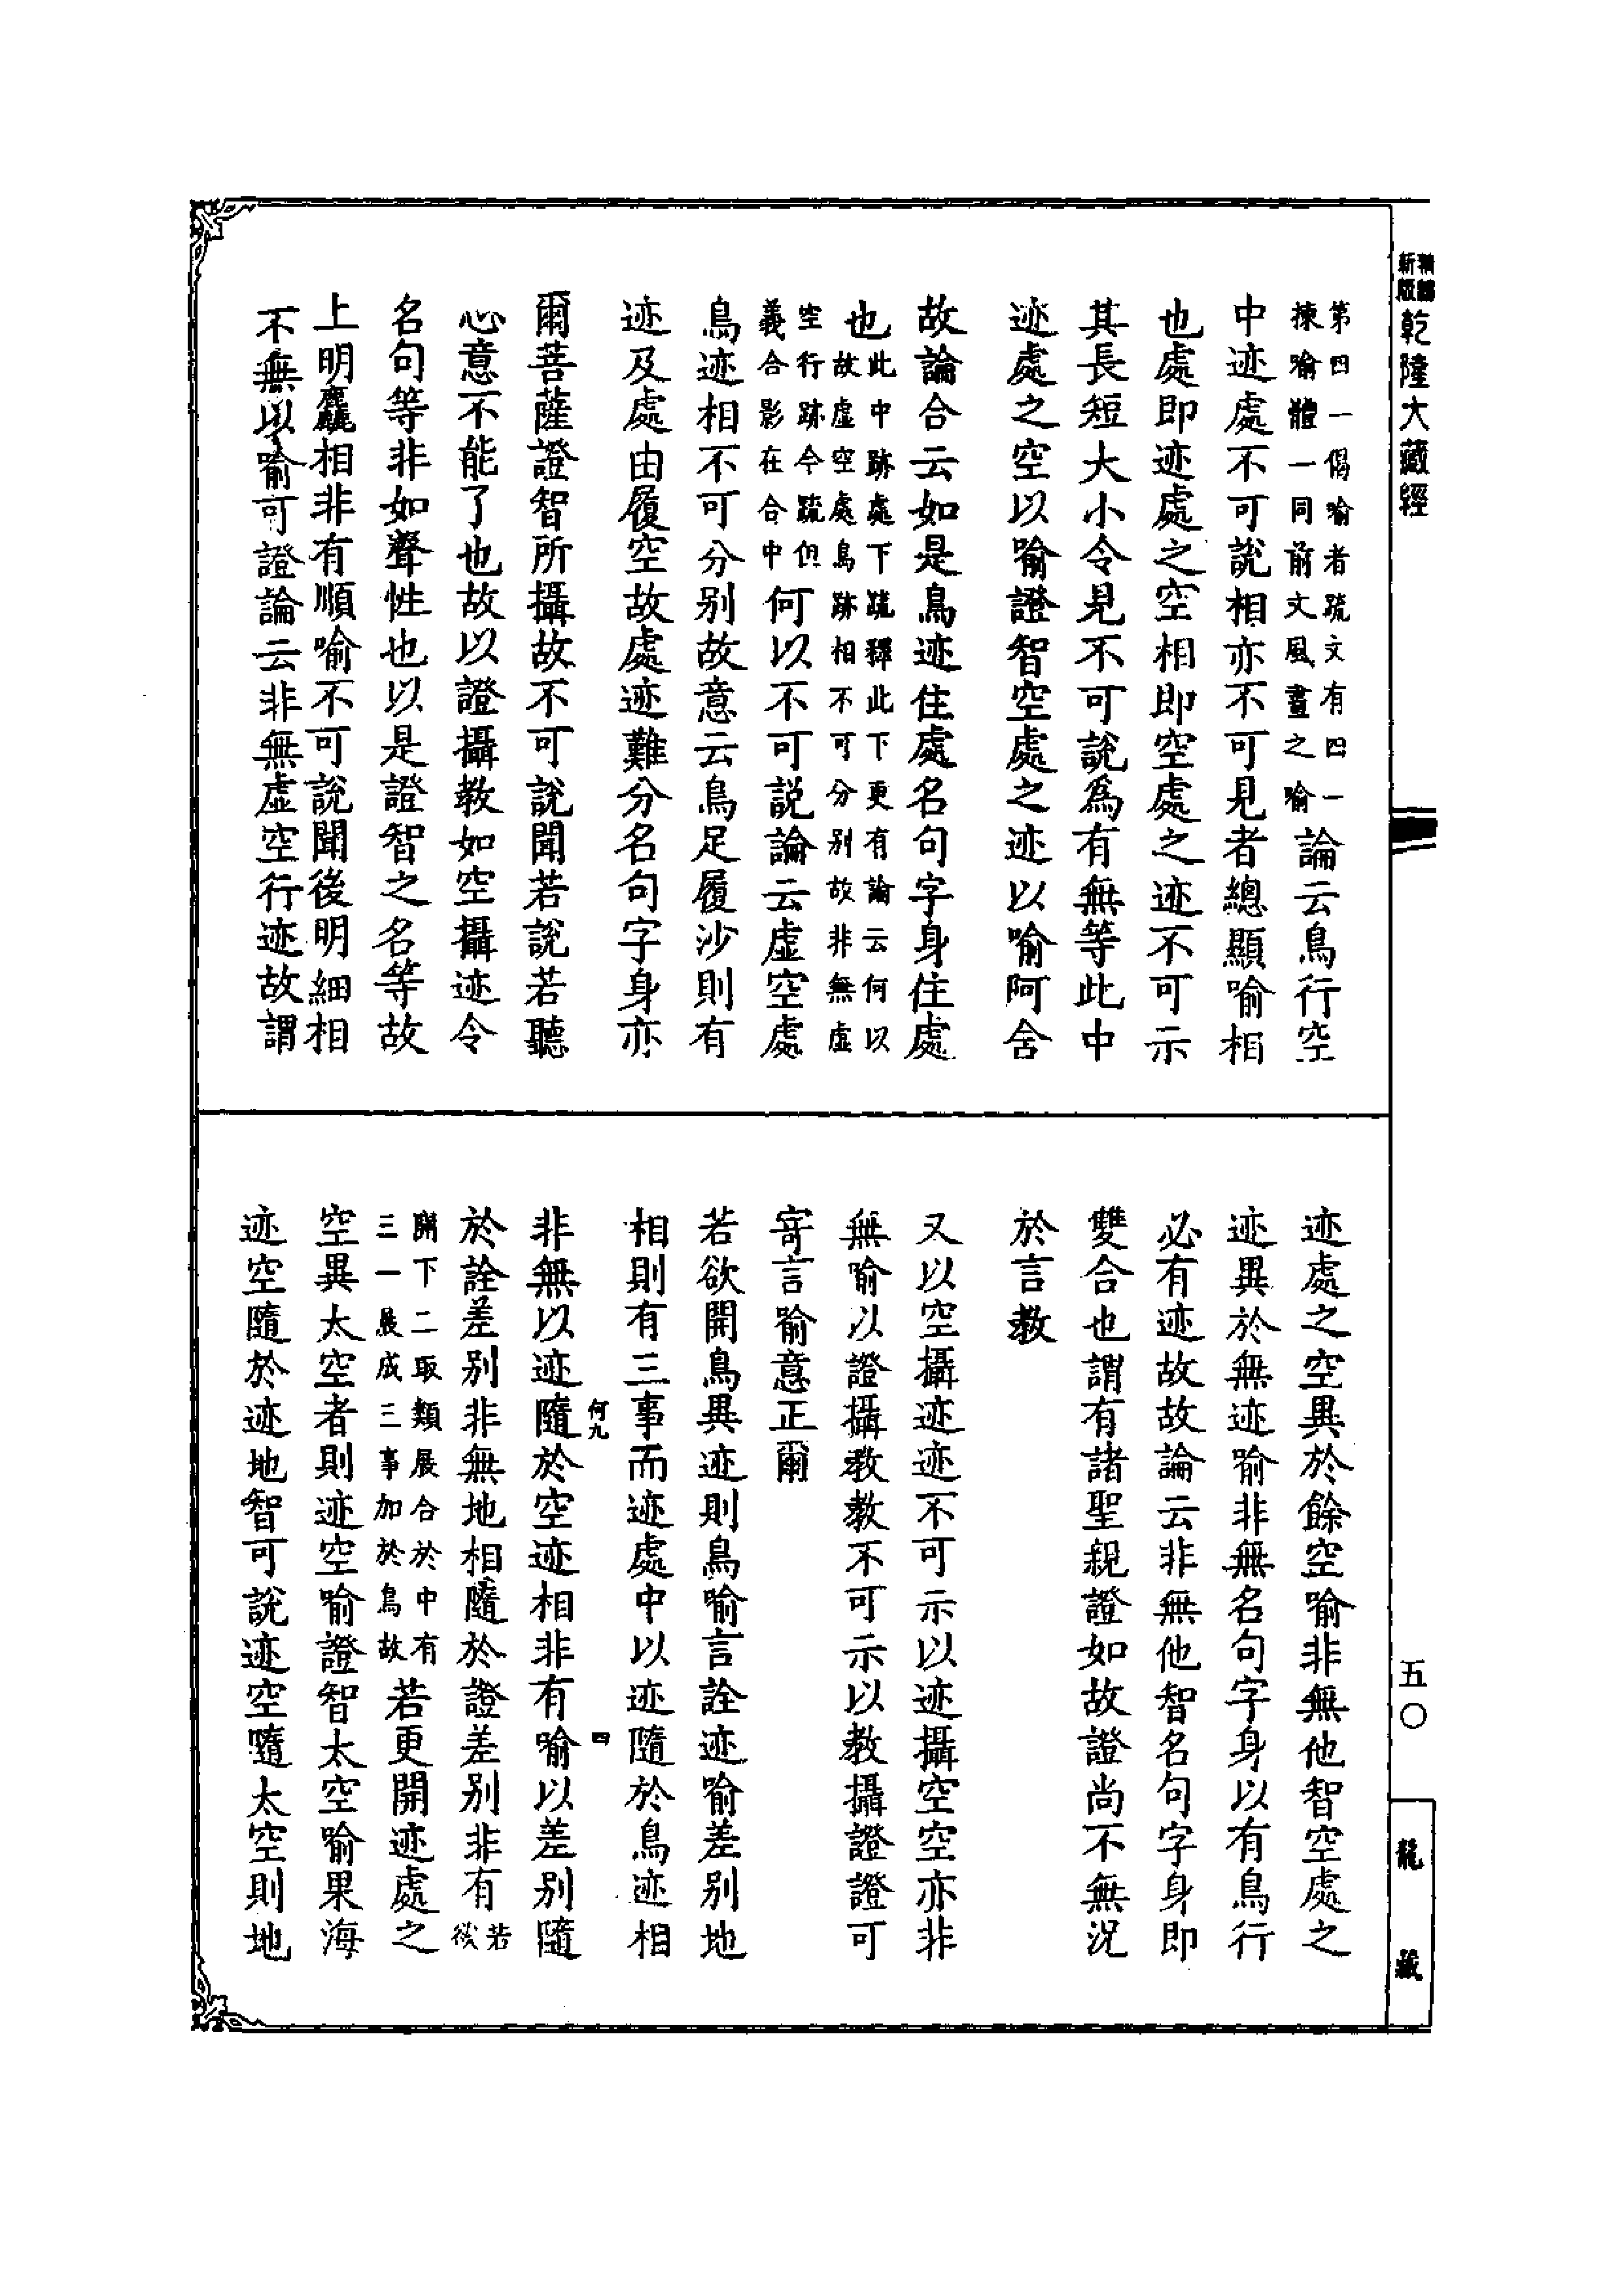 精編
新版
乾隆大藏經
第四一偈喻者疏文有四一
揀喻體一同前文風畫之喻
論云鳥行空
中迹處不可說相亦不可見者總顯喻相
也處即迹處之空相即空處之迹不可示
其長短大小令見不可說為有無等此中
迹處之空以喻證智空處之迹以喻阿含
故論合云如是鳥迹住處名句字身住處
也
此中跡處下疏釋此下更有論云何以
故虛空處鳥跡相不可分別故非無虛
空行跡今疏但
義合影在合中
何以不可說論云虛空處
鳥迹相不可分別故意云鳥足履沙則有
迹及處由履空故處迹難分名句字身亦
爾菩薩證智所攝故不可說聞若說若聽
心意不能了也故以證攝教如空攝迹令
名句等非如聲性也以是證智之名等故
上明麤相非有順喻不可說聞後明細相
不無以喻可證論云非無虛空行迹故謂
迹處之空異於餘空喻非無他智空處之
迹異於無迹喻非無名句字身以有鳥行
必有迹故故論云非無他智名句字身即
雙合也謂有諸聖親證如故證尚不無況
於言教
又以空攝迹迹不可示以迹攝空空亦非
無喻以證攝教教不可示以教攝證證可
寄言喻意正爾
若欲開鳥異迹則鳥喻言詮迹喻差別地
相則有三事而迹處中以迹隨於鳥迹相
何九
四
非無以迹隨於空迹相非有喻以差別隨
於詮差別非無地相隨於證差別非有
若
欲
開下二取類展合於中有
三一展成三事加於鳥故
若更開迹處之
空異太空者則迹空喻證智太空喻果海
迹空隨於迹地智可說迹空隨太空則地
五〇
龍藏